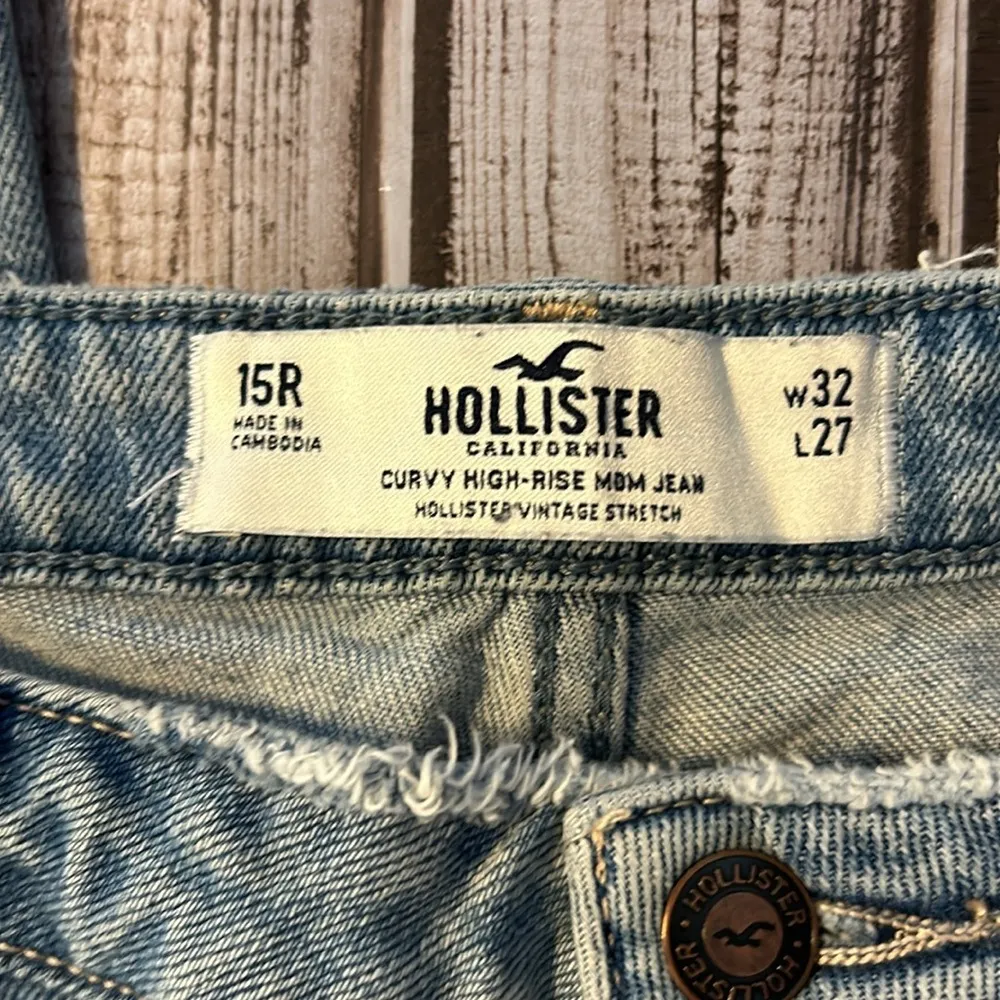 15R
MADE IN
CAMBODIA
HOLLISTER
CALIFORNIA
CURVY HIGH-RISE MOM JEAN
HOLLISTER VINTAGE STRETCH
W32
L27
HOLLISTER
HOLLISTER